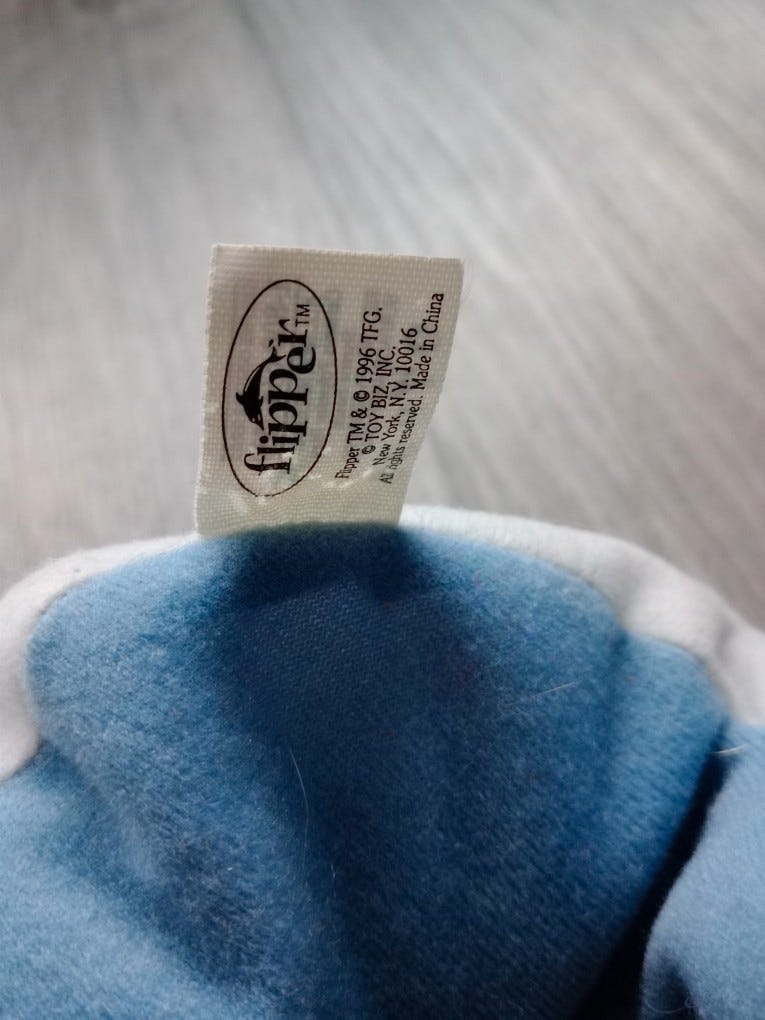 flipper™
Flipper TM & © 1996 TFG.
© TOY BIZ, INC.
New York, N.Y. 10016
All rights reserved. Made in China